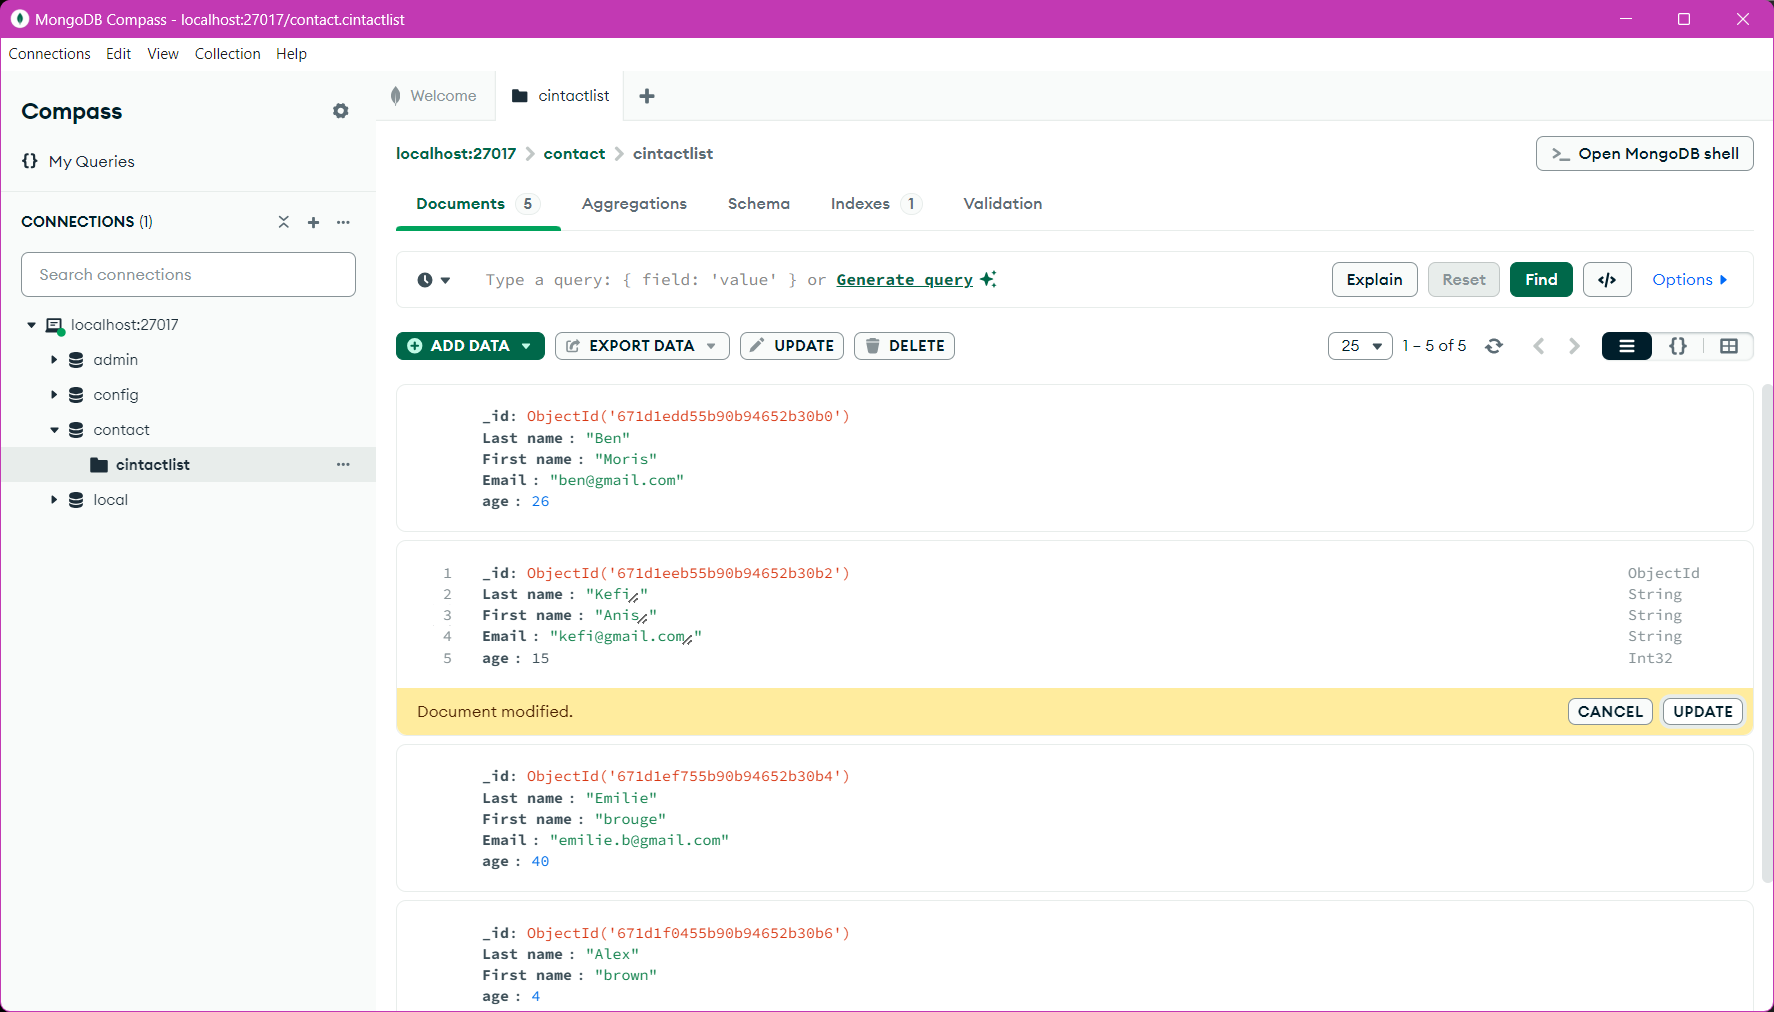 MongoDB Compass - localhost:27017/contact.cintactlist
Connections Edit View Collection Help
Compass
{} My Queries
CONNECTIONS (1)
Search connections
localhost:27017
admin
config
contact
cintactlist
local
Welcome
cintactlist
localhost:27017 > contact > cintactlist
>_ Open MongoDB shell
Documents 5 Aggregations Schema Indexes 1 Validation
Type a query: { field: 'value' } or Generate query
Explain Reset Find </> Options
ADD DATA EXPORT DATA UPDATE DELETE
25 1 – 5 of 5 {}
_id: ObjectId('671d1edd55b90b94652b30b0')
Last name : "Ben"
First name : "Moris"
Email : "ben@gmail.com"
age : 26
1 _id: ObjectId('671d1eeb55b90b94652b30b2') ObjectId
2 Last name : "Kefi" String
3 First name : "Anis" String
4 Email : "kefi@gmail.com" String
5 age : 15 Int32
Document modified. CANCEL UPDATE
_id: ObjectId('671d1ef755b90b94652b30b4')
Last name : "Emilie"
First name : "brouge"
Email : "emilie.b@gmail.com"
age : 40
_id: ObjectId('671d1f0455b90b94652b30b6')
Last name : "Alex"
First name : "brown"
age : 4